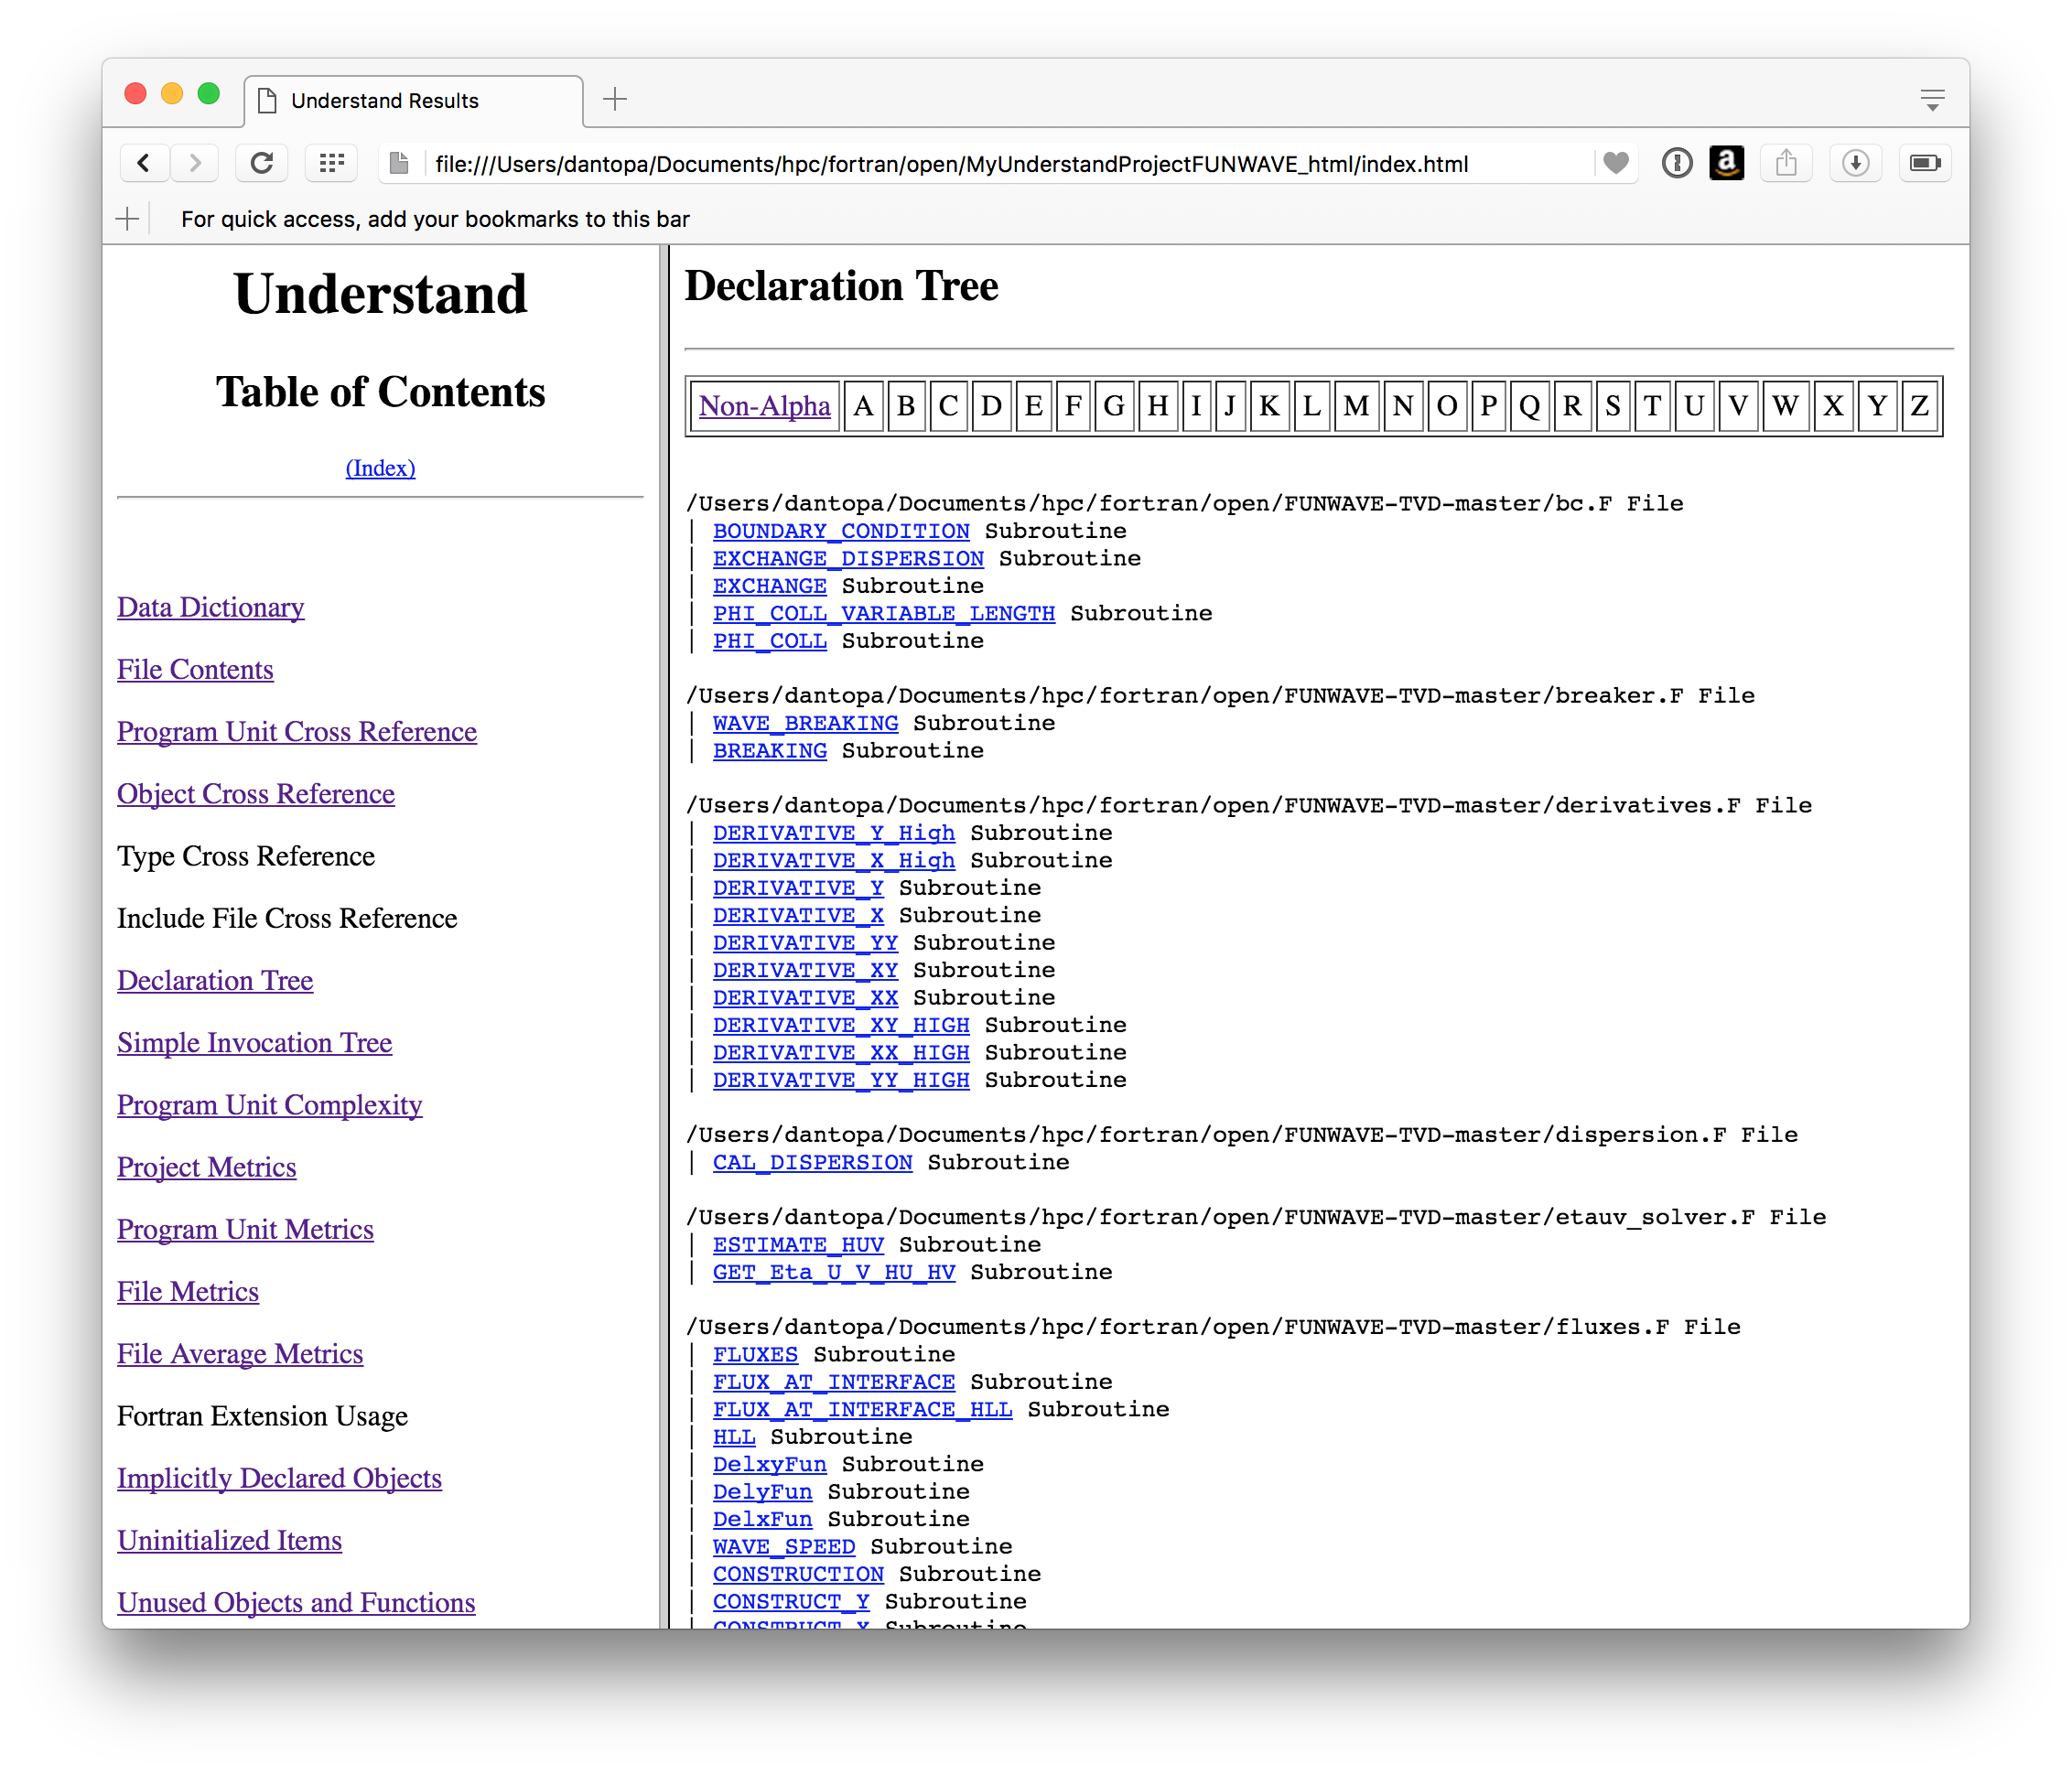 Understand Results
file:///Users/dantopa/Documents/hpc/fortran/open/MyUnderstandProjectFUNWAVE_html/index.html
For quick access, add your bookmarks to this bar
Understand
Table of Contents
(Index)
Data Dictionary
File Contents
Program Unit Cross Reference
Object Cross Reference
Type Cross Reference
Include File Cross Reference
Declaration Tree
Simple Invocation Tree
Program Unit Complexity
Project Metrics
Program Unit Metrics
File Metrics
File Average Metrics
Fortran Extension Usage
Implicitly Declared Objects
Uninitialized Items
Unused Objects and Functions
Declaration Tree
Non-Alpha A B C D E F G H I J K L M N O P Q R S T U V W X Y Z
/Users/dantopa/Documents/hpc/fortran/open/FUNWAVE-TVD-master/bc.F File
| BOUNDARY_CONDITION Subroutine
| EXCHANGE_DISPERSION Subroutine
| EXCHANGE Subroutine
| PHI_COLL_VARIABLE_LENGTH Subroutine
| PHI_COLL Subroutine
/Users/dantopa/Documents/hpc/fortran/open/FUNWAVE-TVD-master/breaker.F File
| WAVE_BREAKING Subroutine
| BREAKING Subroutine
/Users/dantopa/Documents/hpc/fortran/open/FUNWAVE-TVD-master/derivatives.F File
| DERIVATIVE_Y_High Subroutine
| DERIVATIVE_X_High Subroutine
| DERIVATIVE_Y Subroutine
| DERIVATIVE_X Subroutine
| DERIVATIVE_YY Subroutine
| DERIVATIVE_XY Subroutine
| DERIVATIVE_XX Subroutine
| DERIVATIVE_XY_HIGH Subroutine
| DERIVATIVE_XX_HIGH Subroutine
| DERIVATIVE_YY_HIGH Subroutine
/Users/dantopa/Documents/hpc/fortran/open/FUNWAVE-TVD-master/dispersion.F File
| CAL_DISPERSION Subroutine
/Users/dantopa/Documents/hpc/fortran/open/FUNWAVE-TVD-master/etauv_solver.F File
| ESTIMATE_HUV Subroutine
| GET_Eta_U_V_HU_HV Subroutine
/Users/dantopa/Documents/hpc/fortran/open/FUNWAVE-TVD-master/fluxes.F File
| FLUXES Subroutine
| FLUX_AT_INTERFACE Subroutine
| FLUX_AT_INTERFACE_HLL Subroutine
| HLL Subroutine
| DelxyFun Subroutine
| DelyFun Subroutine
| DelxFun Subroutine
| WAVE_SPEED Subroutine
| CONSTRUCTION Subroutine
| CONSTRUCT_Y Subroutine
| CONSTRUCT_X Subroutine